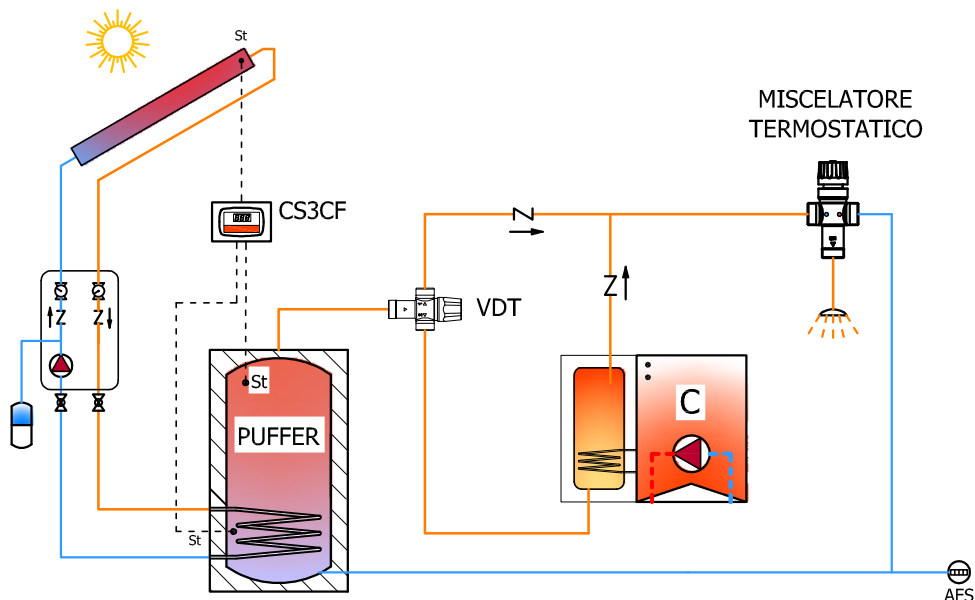 St
MISCELATORE
TERMOSTATICO
CS3CF
VDT
St
C
PUFFER
St
AFS